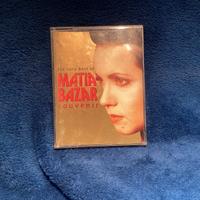 THE VERY BEST OF
MATIA
BAZAR
SOUVENIR